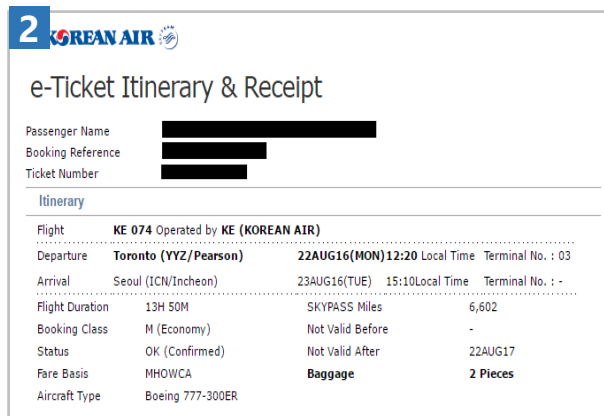 2
KOREAN AIR
e-Ticket Itinerary & Receipt
Passenger Name
Booking Reference
Ticket Number
Itinerary
Flight KE 074 Operated by KE (KOREAN AIR)
Departure Toronto (YYZ/Pearson) 22AUG16(MON)12:20 Local Time Terminal No. : 03
Arrival Seoul (ICN/Incheon) 23AUG16(TUE) 15:10Local Time Terminal No. : -
Flight Duration 13H 50M SKYPASS Miles 6,602
Booking Class M (Economy) Not Valid Before -
Status OK (Confirmed) Not Valid After 22AUG17
Fare Basis MHOWCA Baggage 2 Pieces
Aircraft Type Boeing 777-300ER